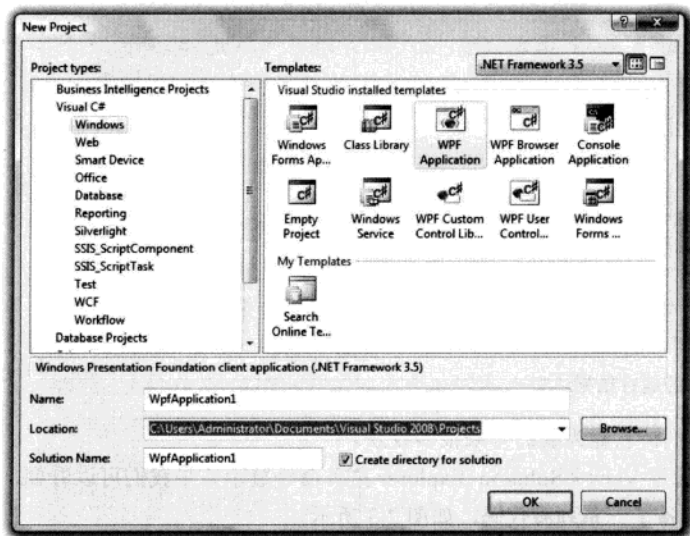 New Project
Project types:
Templates:
.NET Framework 3.5
Business Intelligence Projects
Visual C#
Windows
Web
Smart Device
Office
Database
Reporting
Silverlight
SSIS_ScriptComponent
SSIS_ScriptTask
Test
WCF
Workflow
Database Projects
Visual Studio installed templates
Windows Forms Ap...
Class Library
WPF Application
WPF Browser Application
Console Application
Empty Project
Windows Service
WPF Custom Control Lib...
WPF User Control...
Windows Forms ...
My Templates
Search Online Te...
Windows Presentation Foundation client application (.NET Framework 3.5)
Name:
WpfApplication1
Location:
C:\Users\Administrator\Documents\Visual Studio 2008\Projects
Browse...
Solution Name:
WpfApplication1
Create directory for solution
OK
Cancel